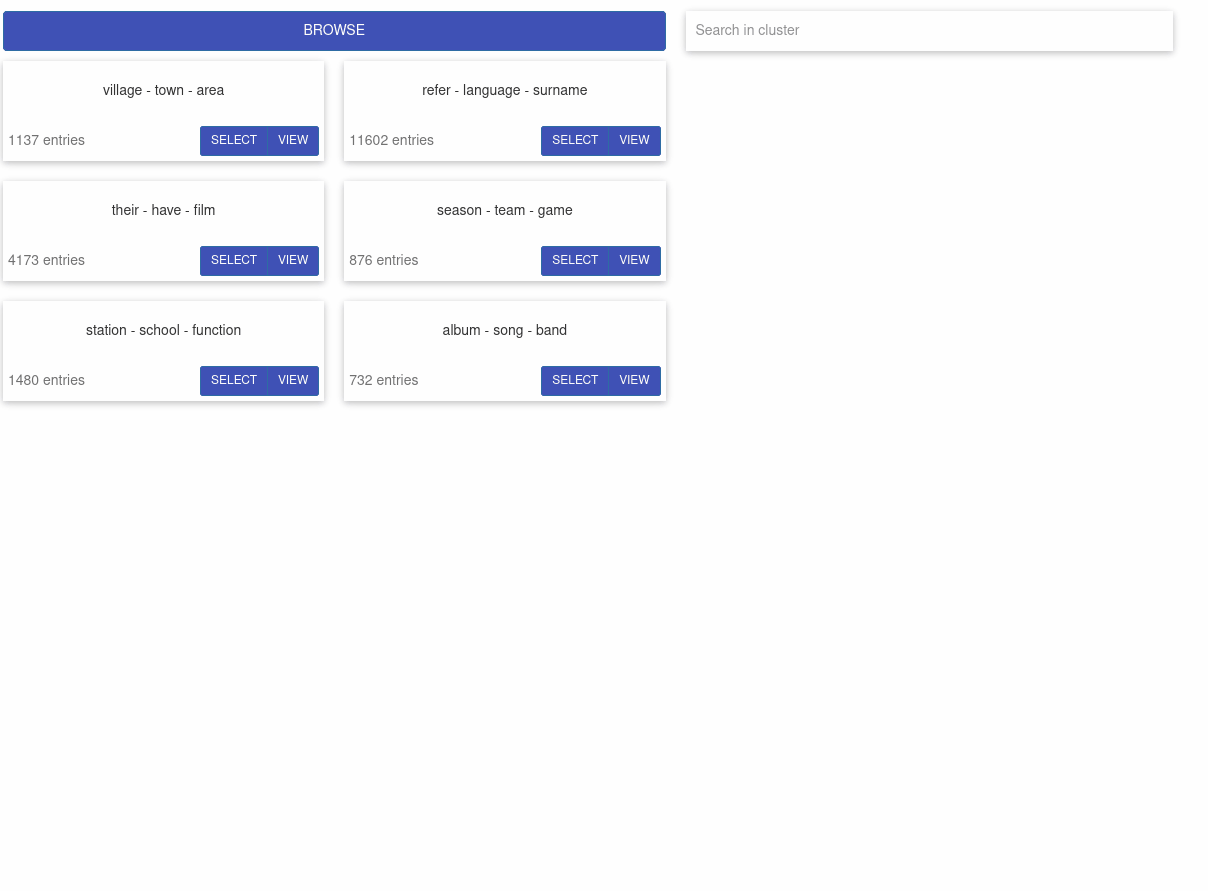 BROWSE
Search in cluster
village - town - area
1137 entries SELECT VIEW
refer - language - surname
11602 entries SELECT VIEW
their - have - film
4173 entries SELECT VIEW
season - team - game
876 entries SELECT VIEW
station - school - function
1480 entries SELECT VIEW
album - song - band
732 entries SELECT VIEW